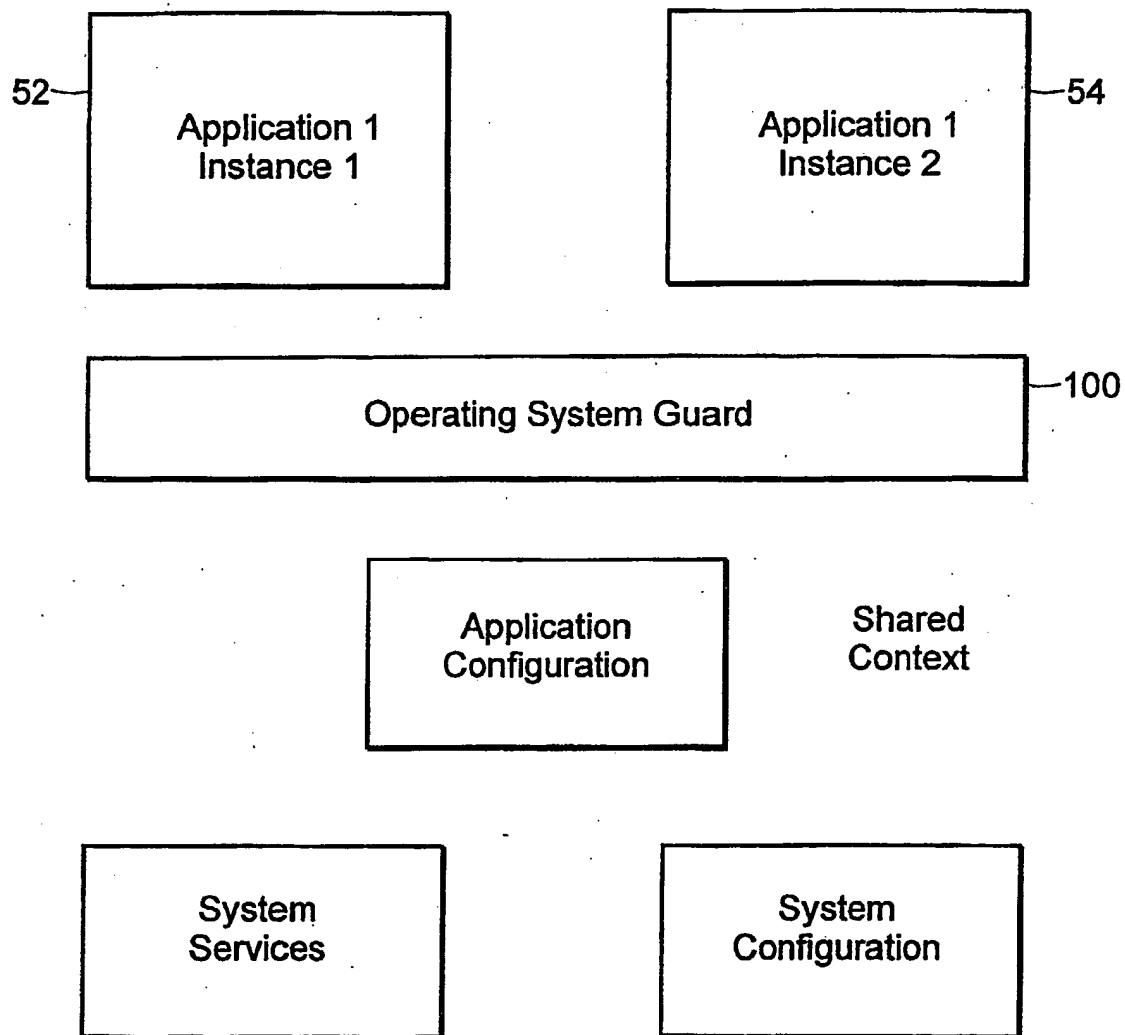 52
Application 1
Instance 1
Application 1
Instance 2
54
Operating System Guard
100
Application
Configuration
Shared
Context
System
Services
System
Configuration